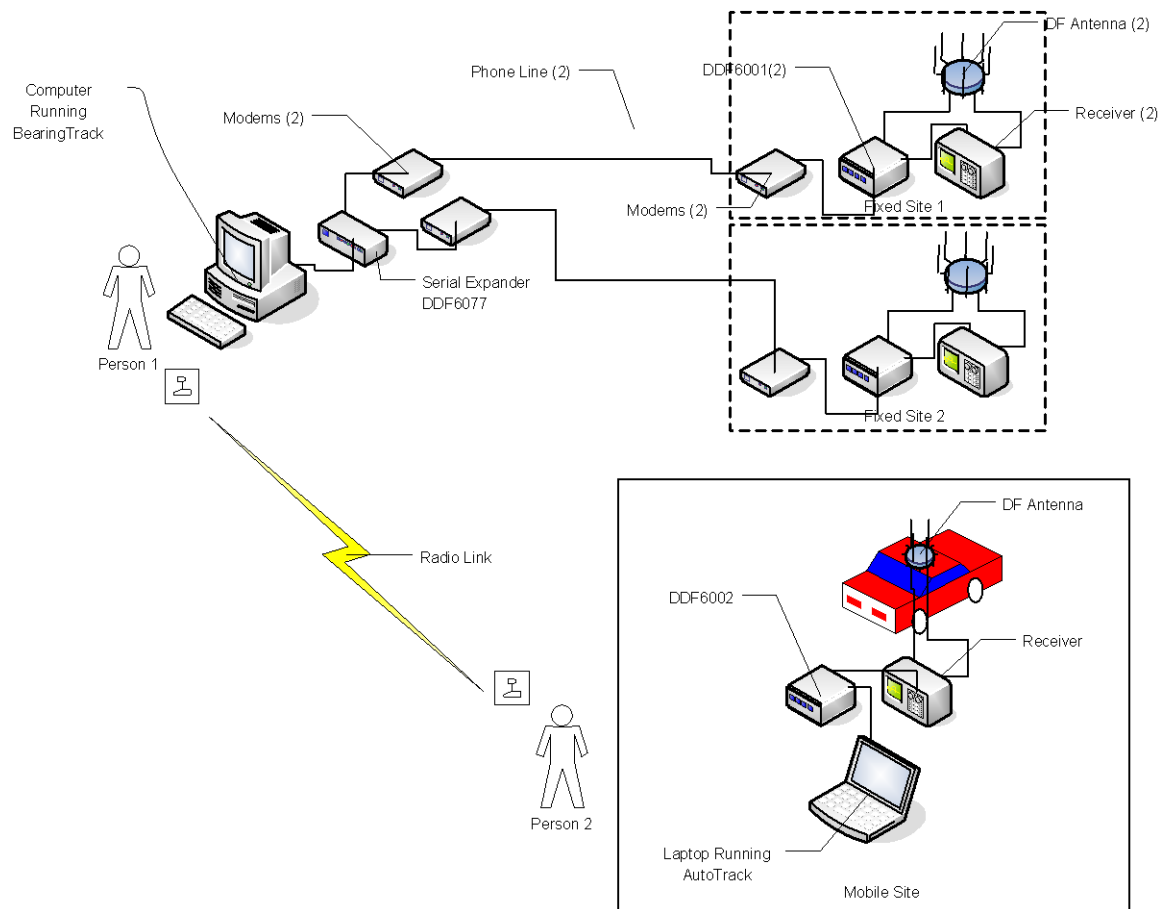 DF Antenna (2)
Phone Line (2)
DDF6001(2)
Computer
Running
BearingTrack
Modems (2)
Receiver (2)
Modems (2)
Fixed Site 1
Serial Expander
DDF6077
Person 1
Fixed Site 2
DF Antenna
Radio Link
DDF6002
Receiver
Person 2
Laptop Running
AutoTrack
Mobile Site